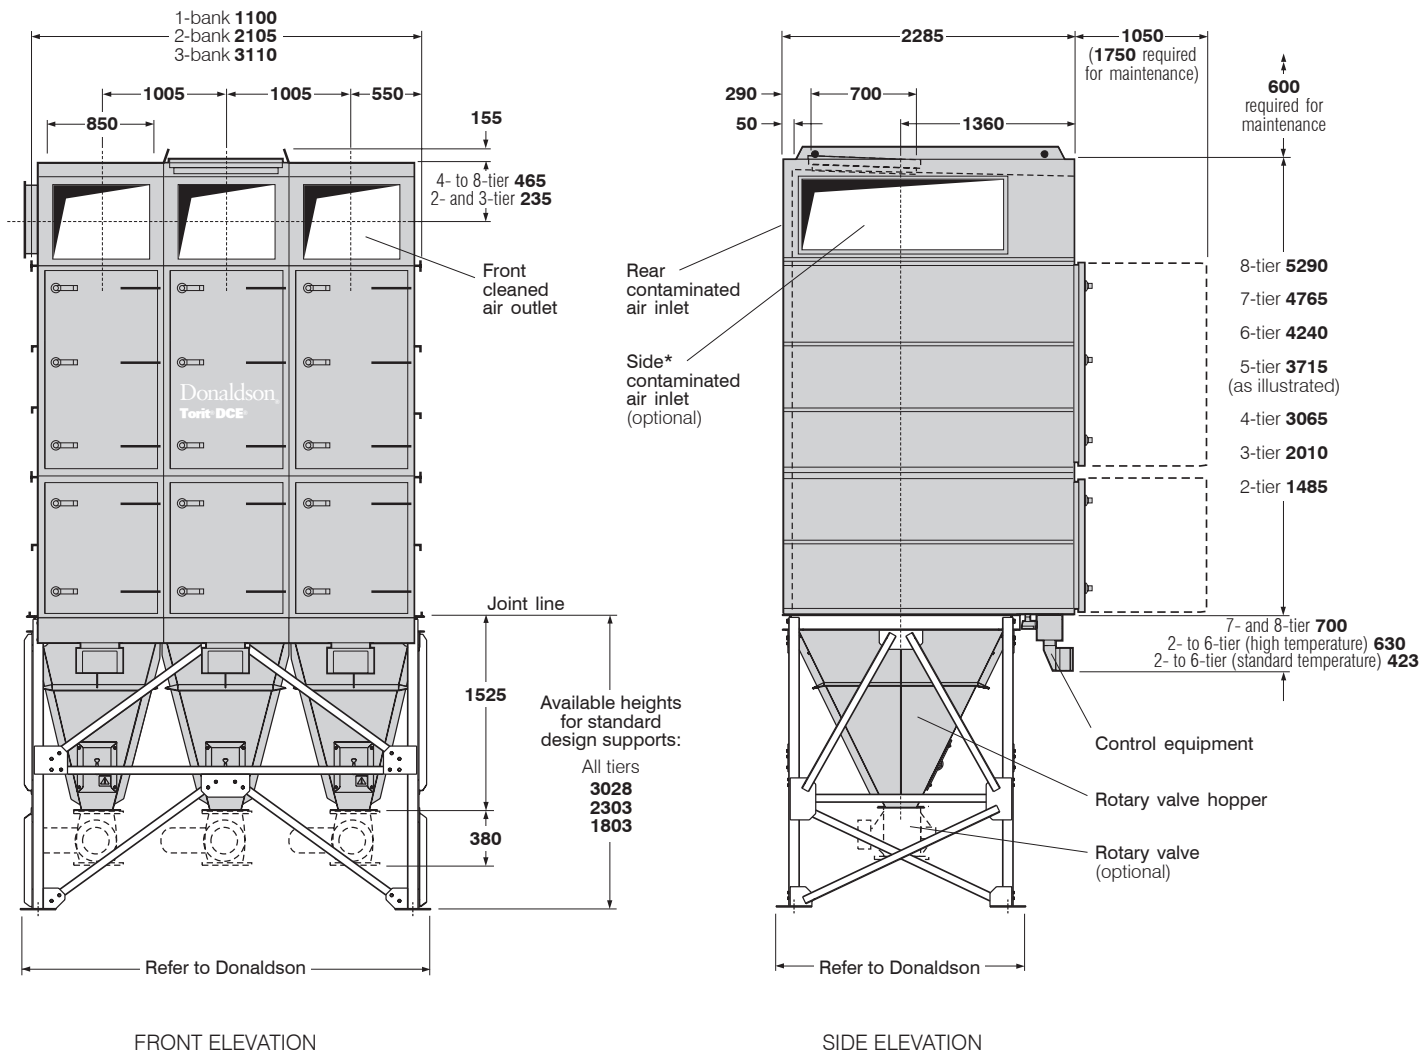 1-bank 1100
2-bank 2105
3-bank 3110
1005
1005
550
850
155
4- to 8-tier 465
2- and 3-tier 235
Front
cleaned
air outlet
Donaldson®
Torit® DCE®
Joint line
1525
380
Available heights
for standard
design supports:
All tiers
3028
2303
1803
Refer to Donaldson
FRONT ELEVATION
2285
1050
(1750 required
for maintenance)
290
700
50
1360
600
required for
maintenance
Rear
contaminated
air inlet
Side*
contaminated
air inlet
(optional)
8-tier 5290
7-tier 4765
6-tier 4240
5-tier 3715
(as illustrated)
4-tier 3065
3-tier 2010
2-tier 1485
7- and 8-tier 700
2- to 6-tier (high temperature) 630
2- to 6-tier (standard temperature) 423
Control equipment
Rotary valve hopper
Rotary valve
(optional)
Refer to Donaldson
SIDE ELEVATION